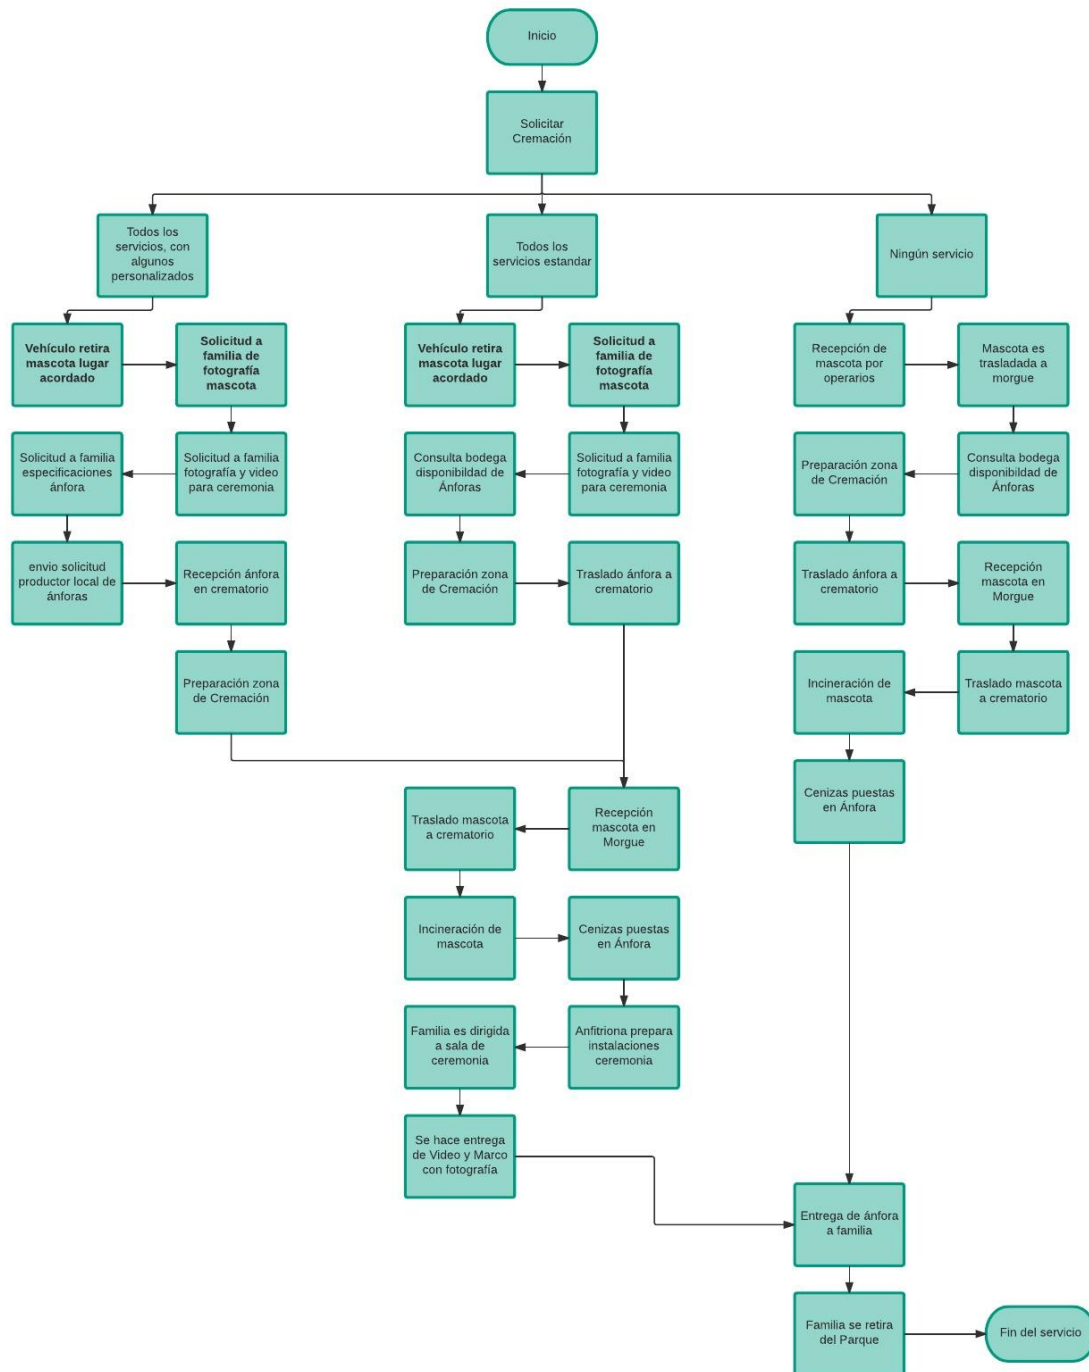 Inicio
Solicitar
Cremación
Todos los
servicios, con
algunos
personalizados
Todos los
servicios estandar
Ningún servicio
Vehículo retira
mascota lugar
acordado
Solicitud a
familia de
fotografía
mascota
Vehículo retira
mascota lugar
acordado
Solicitud a
familia de
fotografía
mascota
Recepción de
mascota por
operarios
Mascota es
trasladada a
morgue
Solicitud a familia
especificaciones
ánfora
Solicitud a familia
fotografía y video
para ceremonia
Consulta bodega
disponibildad de
Ánforas
Solicitud a familia
fotografía y video
para ceremonia
Preparación zona
de Cremación
Consulta bodega
disponibildad de
Ánforas
envio solicitud
productor local de
ánforas
Recepción ánfora
en crematorio
Preparación zona
de Cremación
Traslado ánfora a
crematorio
Traslado ánfora a
crematorio
Recepción
mascota en
Morgue
Preparación zona
de Cremación
Incineración de
mascota
Traslado mascota
a crematorio
Traslado mascota
a crematorio
Recepción
mascota en
Morgue
Cenizas puestas
en Ánfora
Incineración de
mascota
Cenizas puestas
en Ánfora
Familia es dirigida
a sala de
ceremonia
Anfitriona prepara
instalaciones
ceremonia
Se hace entrega
de Video y Marco
con fotografía
Entrega de ánfora
a familia
Familia se retira
del Parque
Fin del servicio